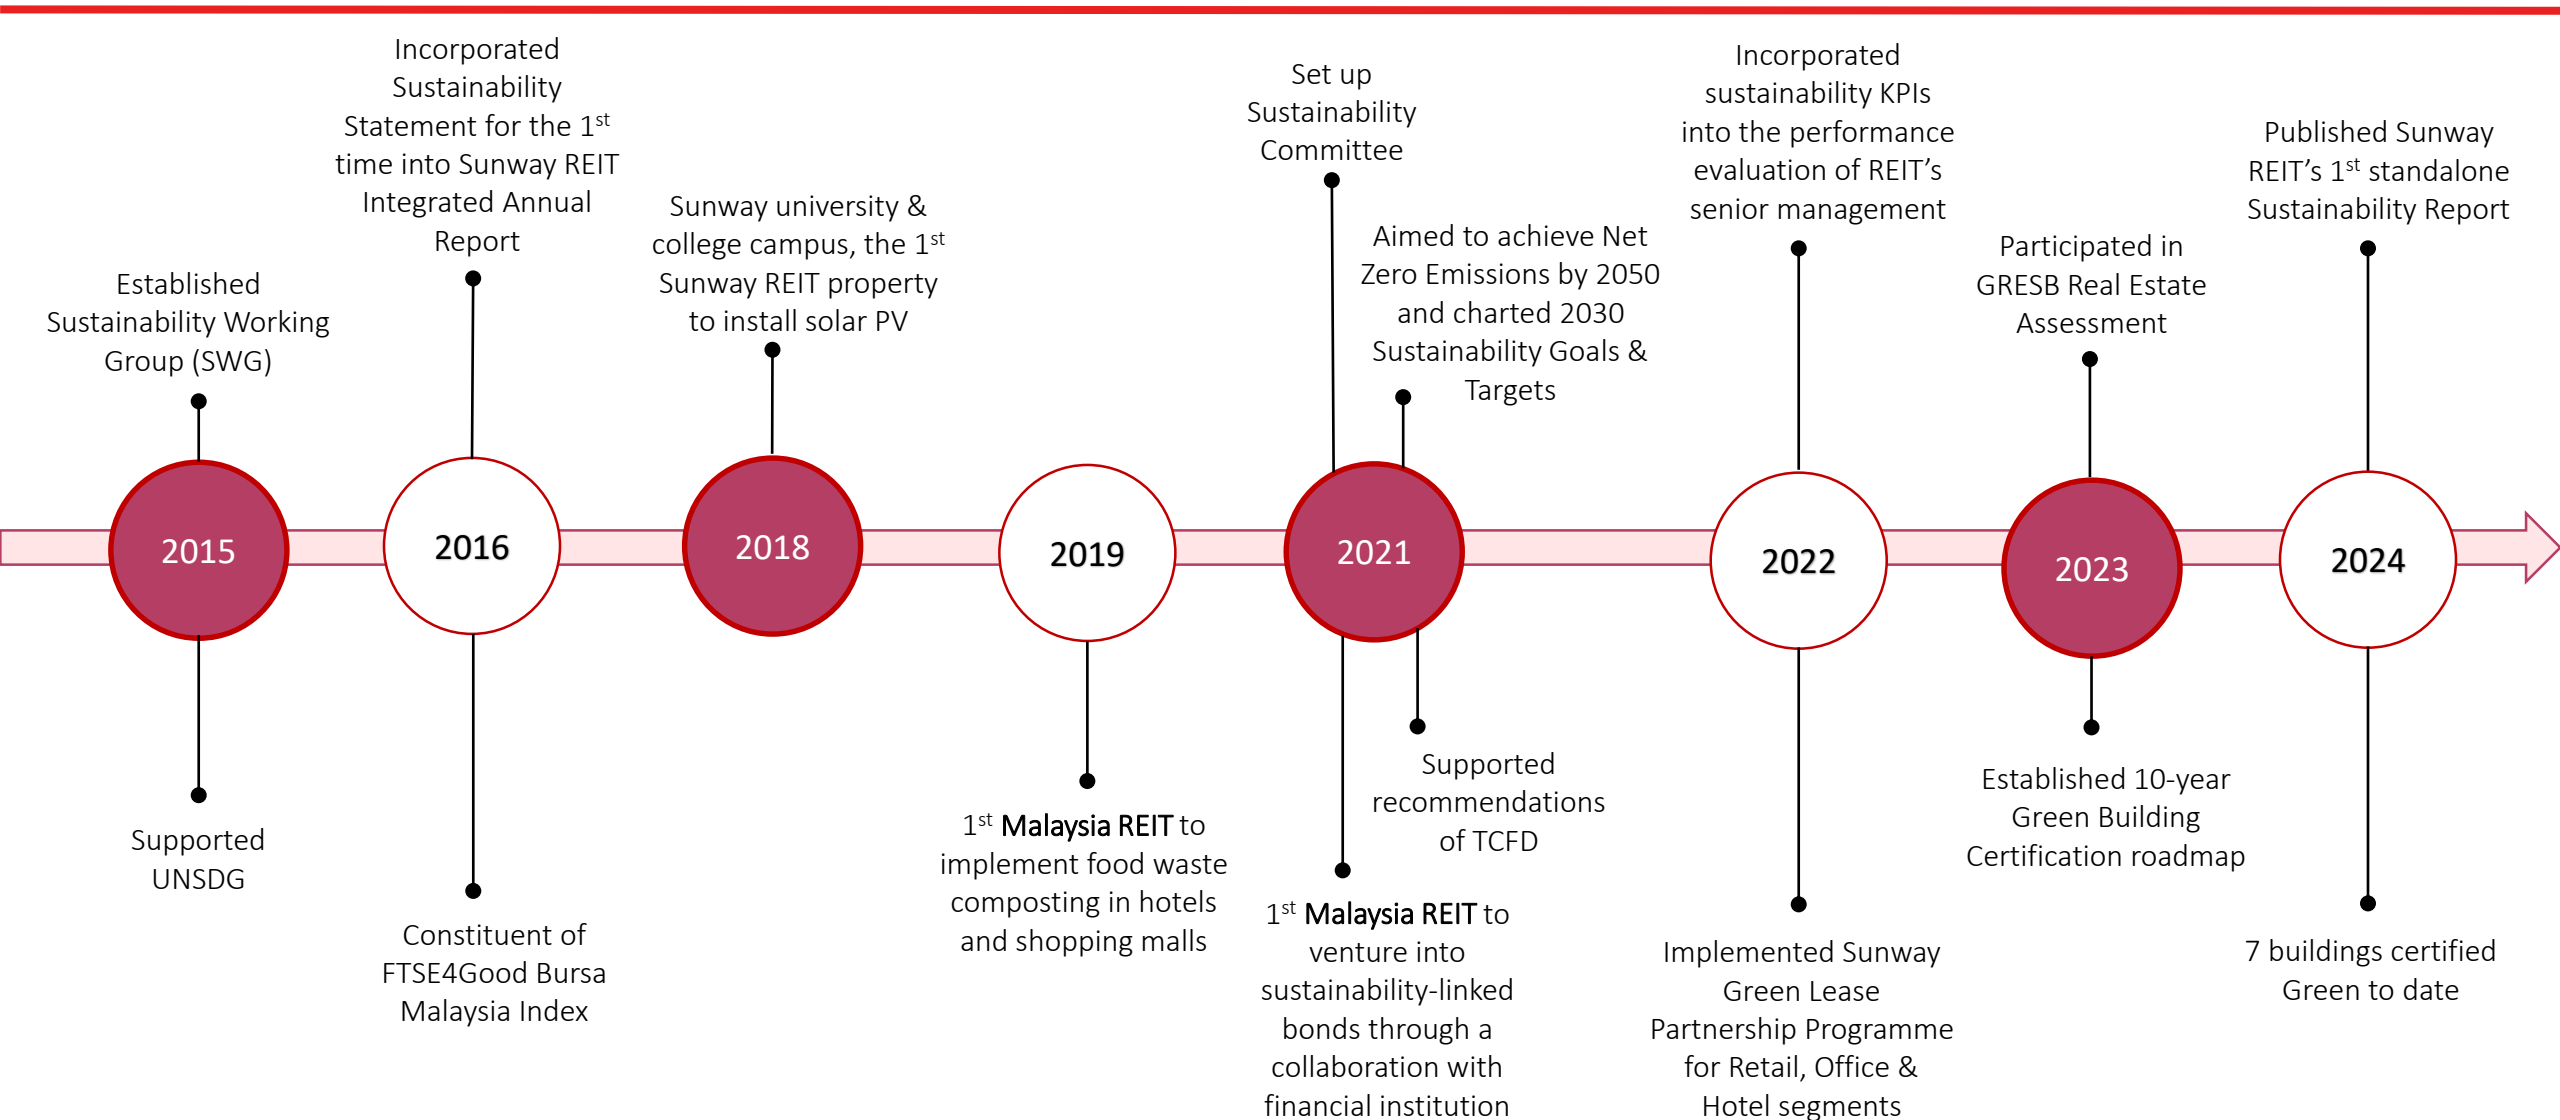 Established
Sustainability Working
Group (SWG)
2015
Supported
UNSDG
Incorporated
Sustainability
Statement for the 1st
time into Sunway REIT
Integrated Annual
Report
2016
Constituent of
FTSE4Good Bursa
Malaysia Index
Sunway university &
college campus, the 1st
Sunway REIT property
to install solar PV
2018
2019
1st Malaysia REIT to
implement food waste
composting in hotels
and shopping malls
Set up
Sustainability
Committee
Aimed to achieve Net
Zero Emissions by 2050
and charted 2030
Sustainability Goals &
Targets
2021
Supported
recommendations
of TCFD
1st Malaysia REIT to
venture into
sustainability-linked
bonds through a
collaboration with
financial institution
Incorporated
sustainability KPIs
into the performance
evaluation of REIT’s
senior management
2022
Implemented Sunway
Green Lease
Partnership Programme
for Retail, Office &
Hotel segments
Participated in
GRESB Real Estate
Assessment
2023
Established 10-year
Green Building
Certification roadmap
Published Sunway
REIT’s 1st standalone
Sustainability Report
2024
7 buildings certified
Green to date